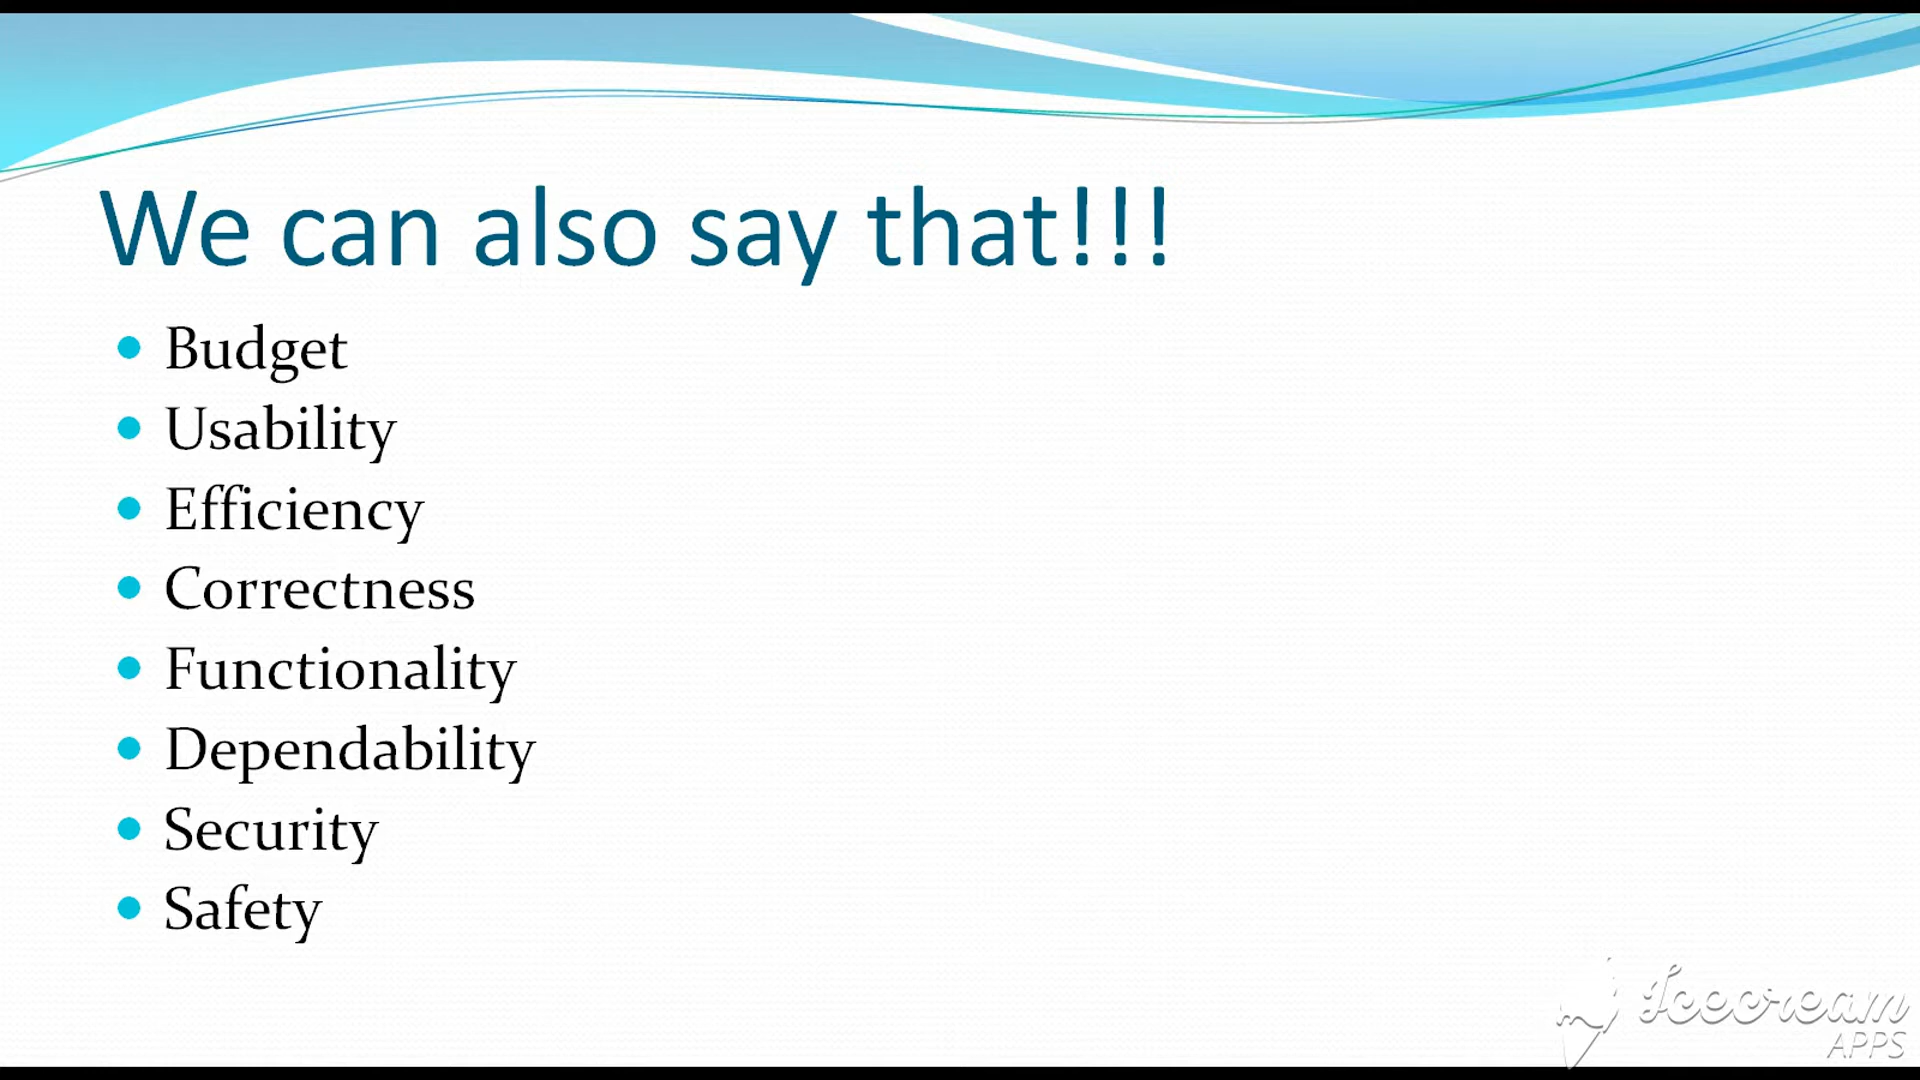 We can also say that!!!
Budget
Usability
Efficiency
Correctness
Functionality
Dependability
Security
Safety
Icecream
APPS